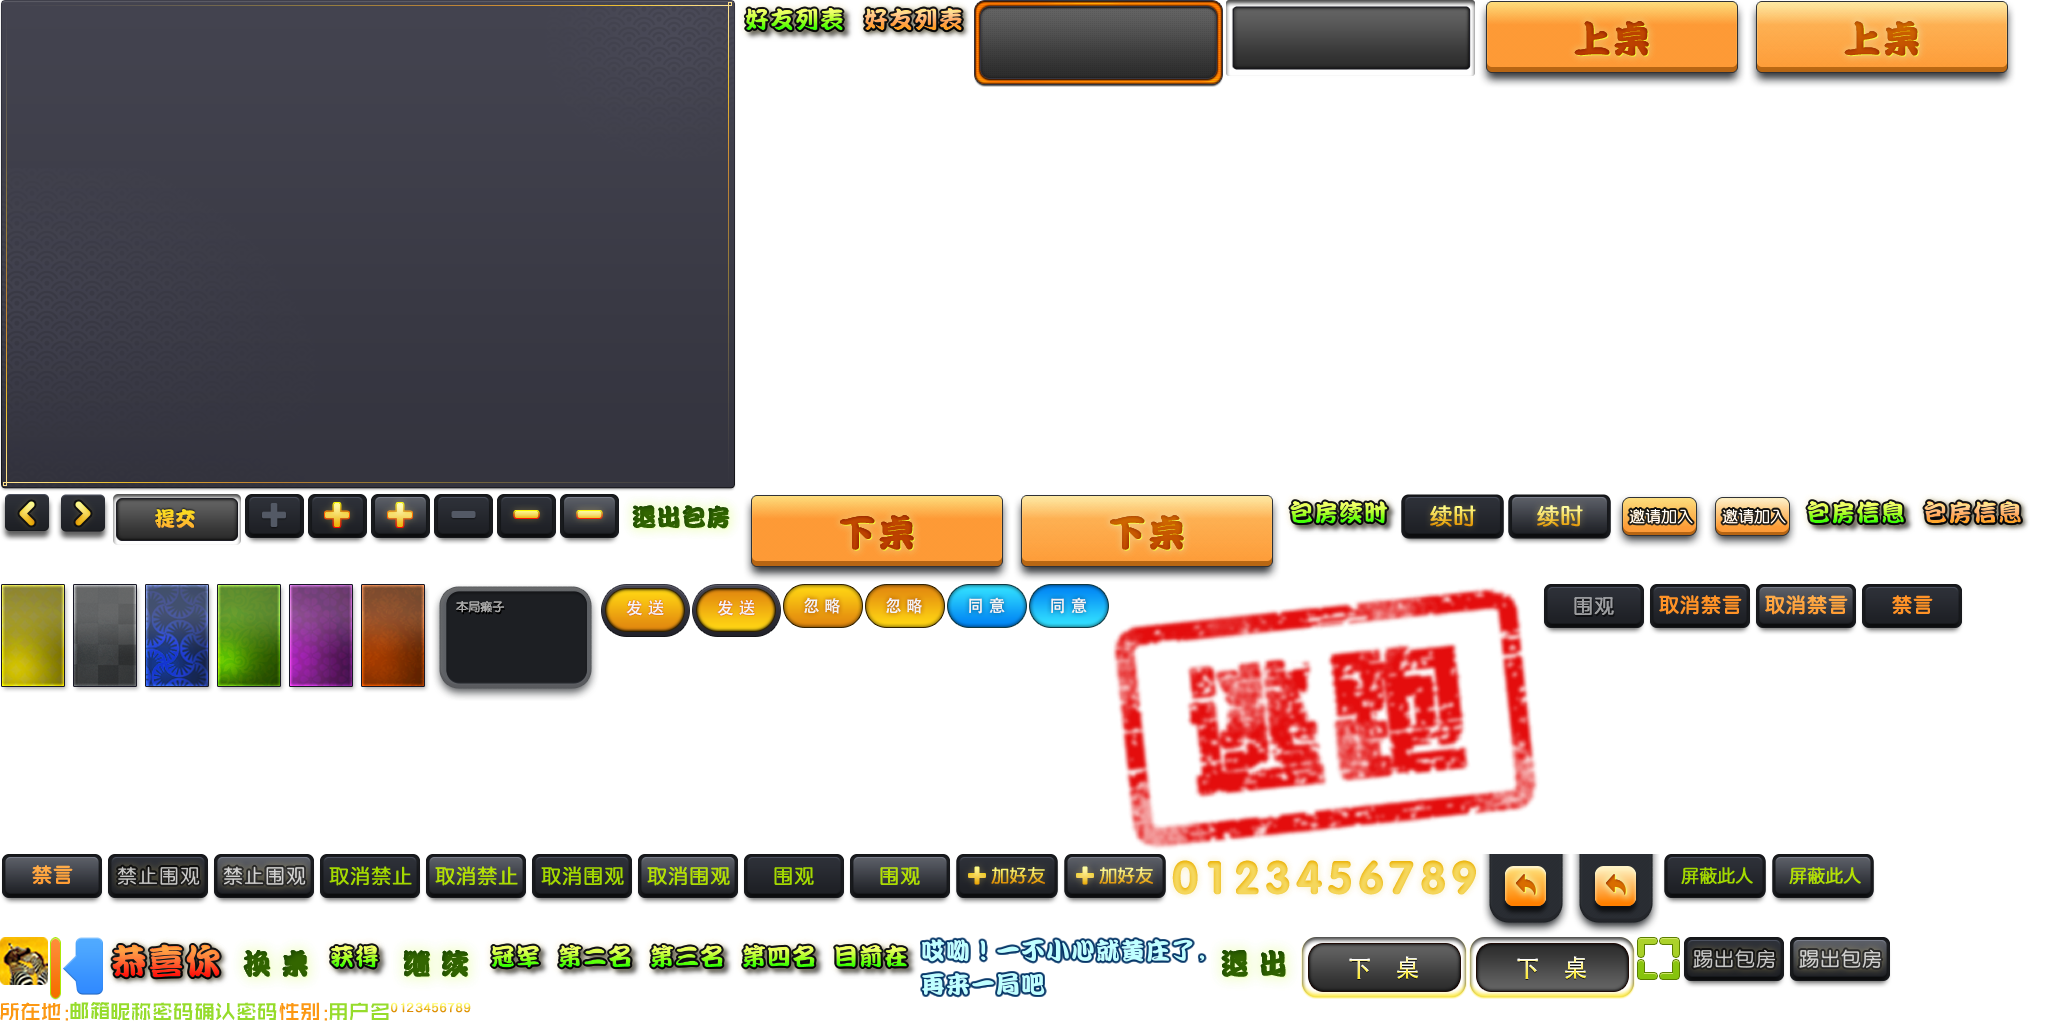 好友列表
好友列表
上桌
上桌
提交
退出包房
下桌
下桌
包房续时
续时
续时
邀请加入
邀请加入
包房信息
包房信息
本局癞子
发送
发送
忽略
忽略
同意
同意
逃跑
围观
取消禁言
取消禁言
禁言
禁言
禁止围观
禁止围观
取消禁止
取消禁止
取消围观
取消围观
围观
围观
加好友
加好友
0123456789
屏蔽此人
屏蔽此人
恭喜你
换桌
获得
继续
冠军
第二名
第三名
第四名
目前在
哎呦！一不小心就黄庄了，
再来一局吧
退出
下桌
下桌
踢出包房
踢出包房
所在地:邮箱昵称密码确认密码性别:用户名0123456789